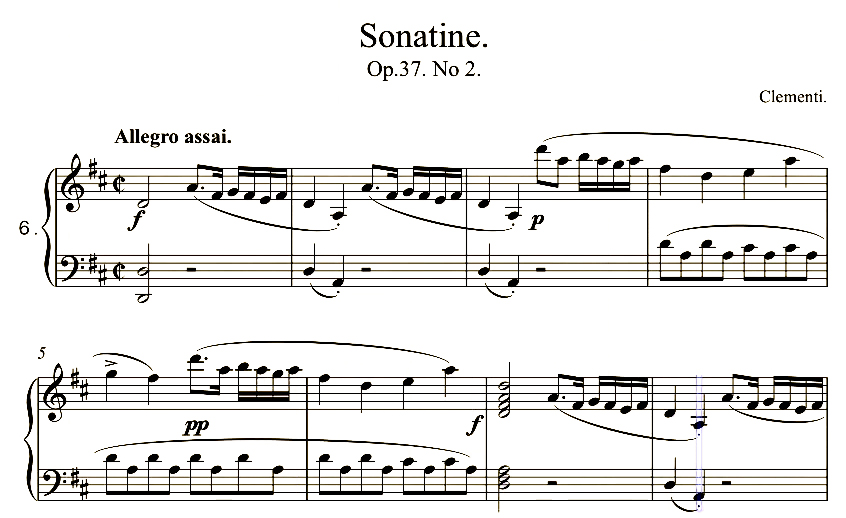 Sonatine.
Op.37. No 2.
Clementi.
Allegro assai.
6.
f
p
5
pp
f